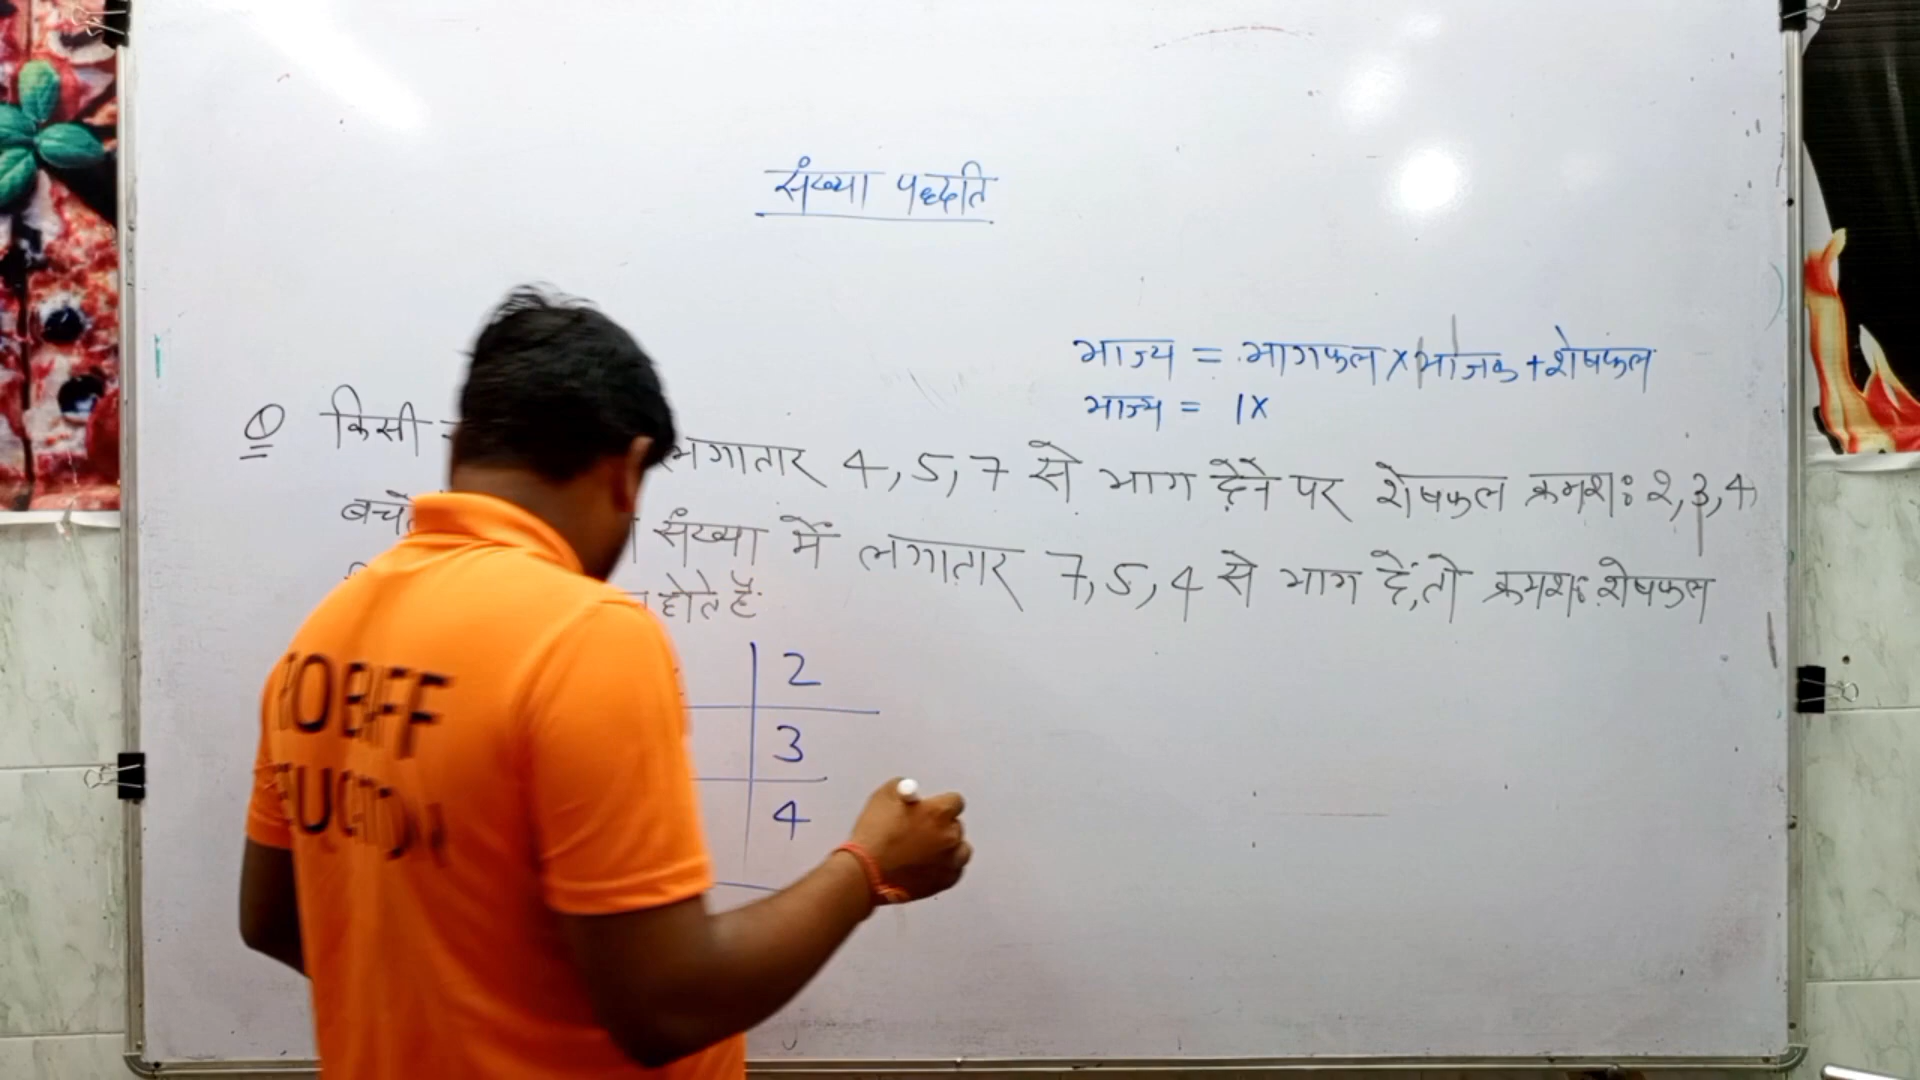 संख्या पद्धति
भाज्य = भागफल x भाजक + शेषफल
भाज्य = 1x
Q किसी लगातार 4, 5, 7 से भाग देने पर शेषफल क्रमशः 2, 3, 4
संख्या में लगातार 7, 5, 4 से भाग दें, तो क्रमशः शेषफल
होते हैं
2
3
4